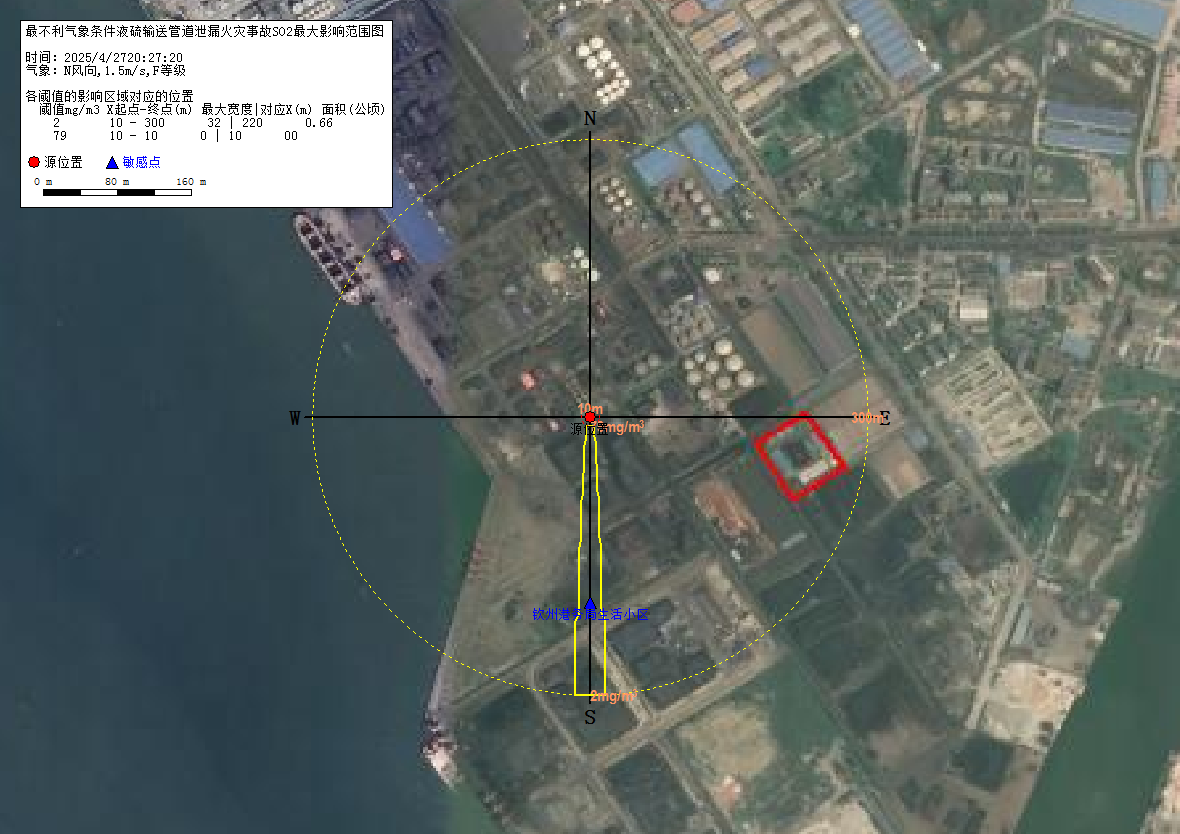 最不利气象条件液硫输送管道泄漏火灾事故SO2最大影响范围图
时间: 2025/4/2720:27:20
气象: N风向,1.5m/s,F等级
各阈值的影响区域对应的位置
阈值mg/m3 X起点-终点(m) 最大宽度|对应X(m) 面积(公顷)
2 10 - 300 32 | 220 0.66
79 10 - 10 0 | 10 00
源位置 敏感点
0 m 80 m 160 m
N
W
10m
300m
E
源位置
mg/m³
钦州港务局生活小区
2mg/m³
S